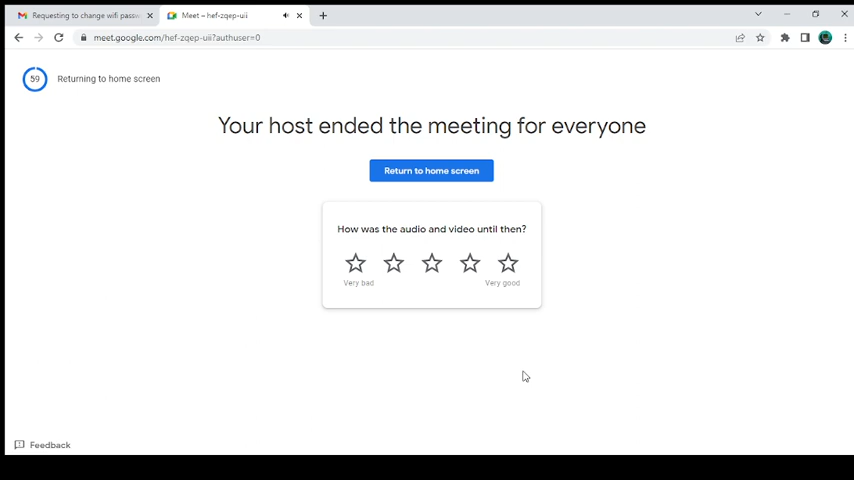 Requesting to change wifi passw
Meet – hef-zqep-uii
meet.google.com/hef-zqep-uii?authuser=0
59
Returning to home screen
Your host ended the meeting for everyone
Return to home screen
How was the audio and video until then?
Very bad
Very good
Feedback